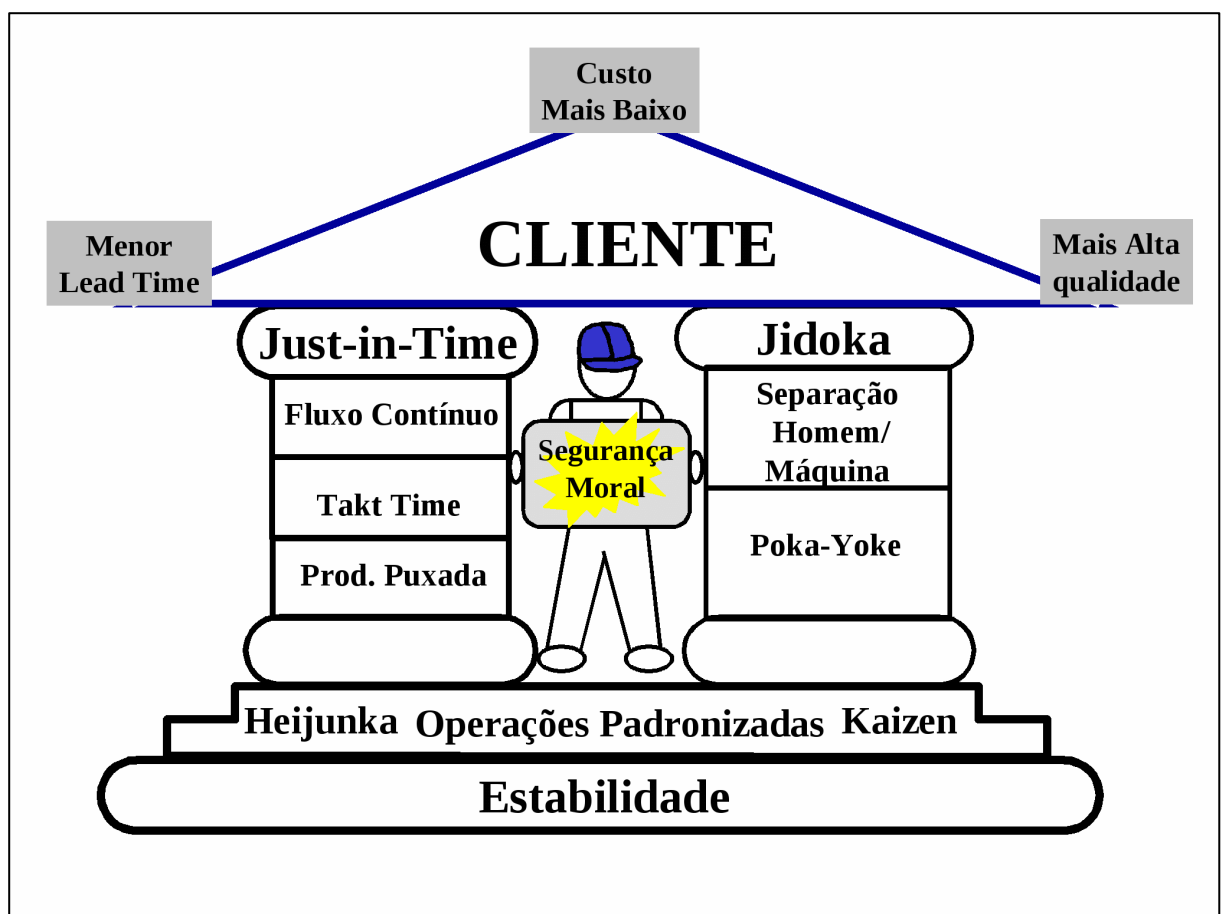 Custo
Mais Baixo
CLIENTE
Menor
Lead Time
Mais Alta
qualidade
Just-in-Time
Fluxo Contínuo
Takt Time
Prod. Puxada
Segurança
Moral
Jidoka
Separação
Homem/
Máquina
Poka-Yoke
Heijunka Operações Padronizadas Kaizen
Estabilidade